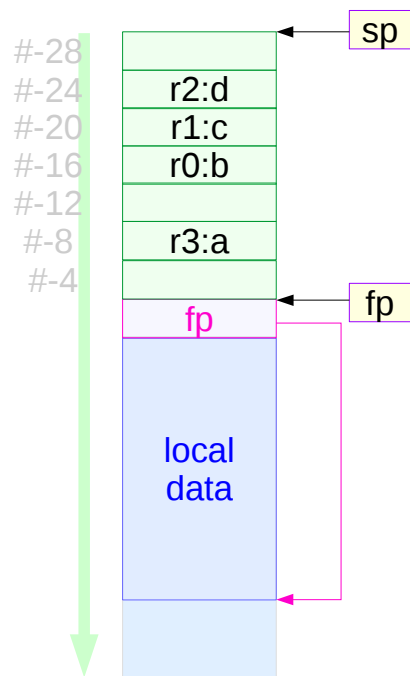 sp
#-28
#-24 r2:d
#-20 r1:c
#-16 r0:b
#-12
#-8 r3:a
#-4
fp
fp
local
data